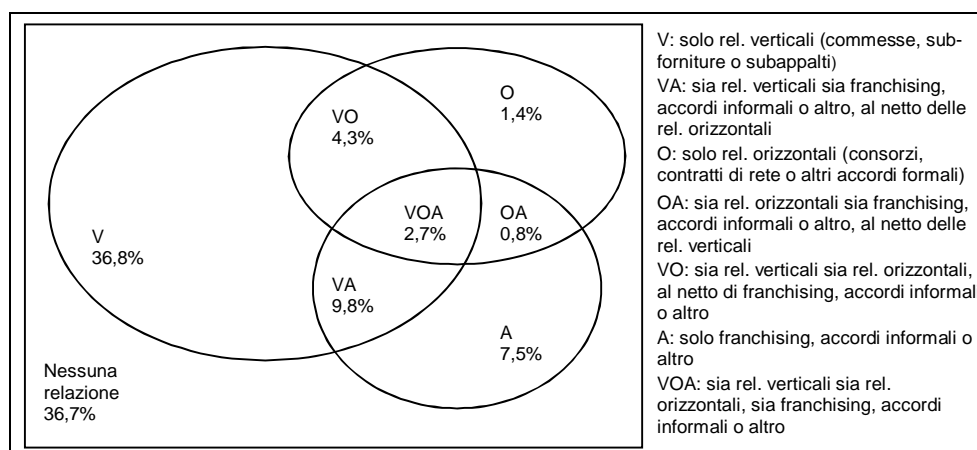 O
1,4%
VO
4,3%
VOA
2,7%
OA
0,8%
V
36,8%
VA
9,8%
A
7,5%
Nessuna
relazione
36,7%
V: solo rel. verticali (commesse, sub-
forniture o subappalti)
VA: sia rel. verticali sia franchising,
accordi informali o altro, al netto delle
rel. orizzontali
O: solo rel. orizzontali (consorzi,
contratti di rete o altri accordi formali)
OA: sia rel. orizzontali sia franchising,
accordi informali o altro, al netto delle
rel. verticali
VO: sia rel. verticali sia rel. orizzontali,
al netto di franchising, accordi informal
o altro
A: solo franchising, accordi informali o
altro
VOA: sia rel. verticali sia rel.
orizzontali, sia franchising, accordi
informali o altro